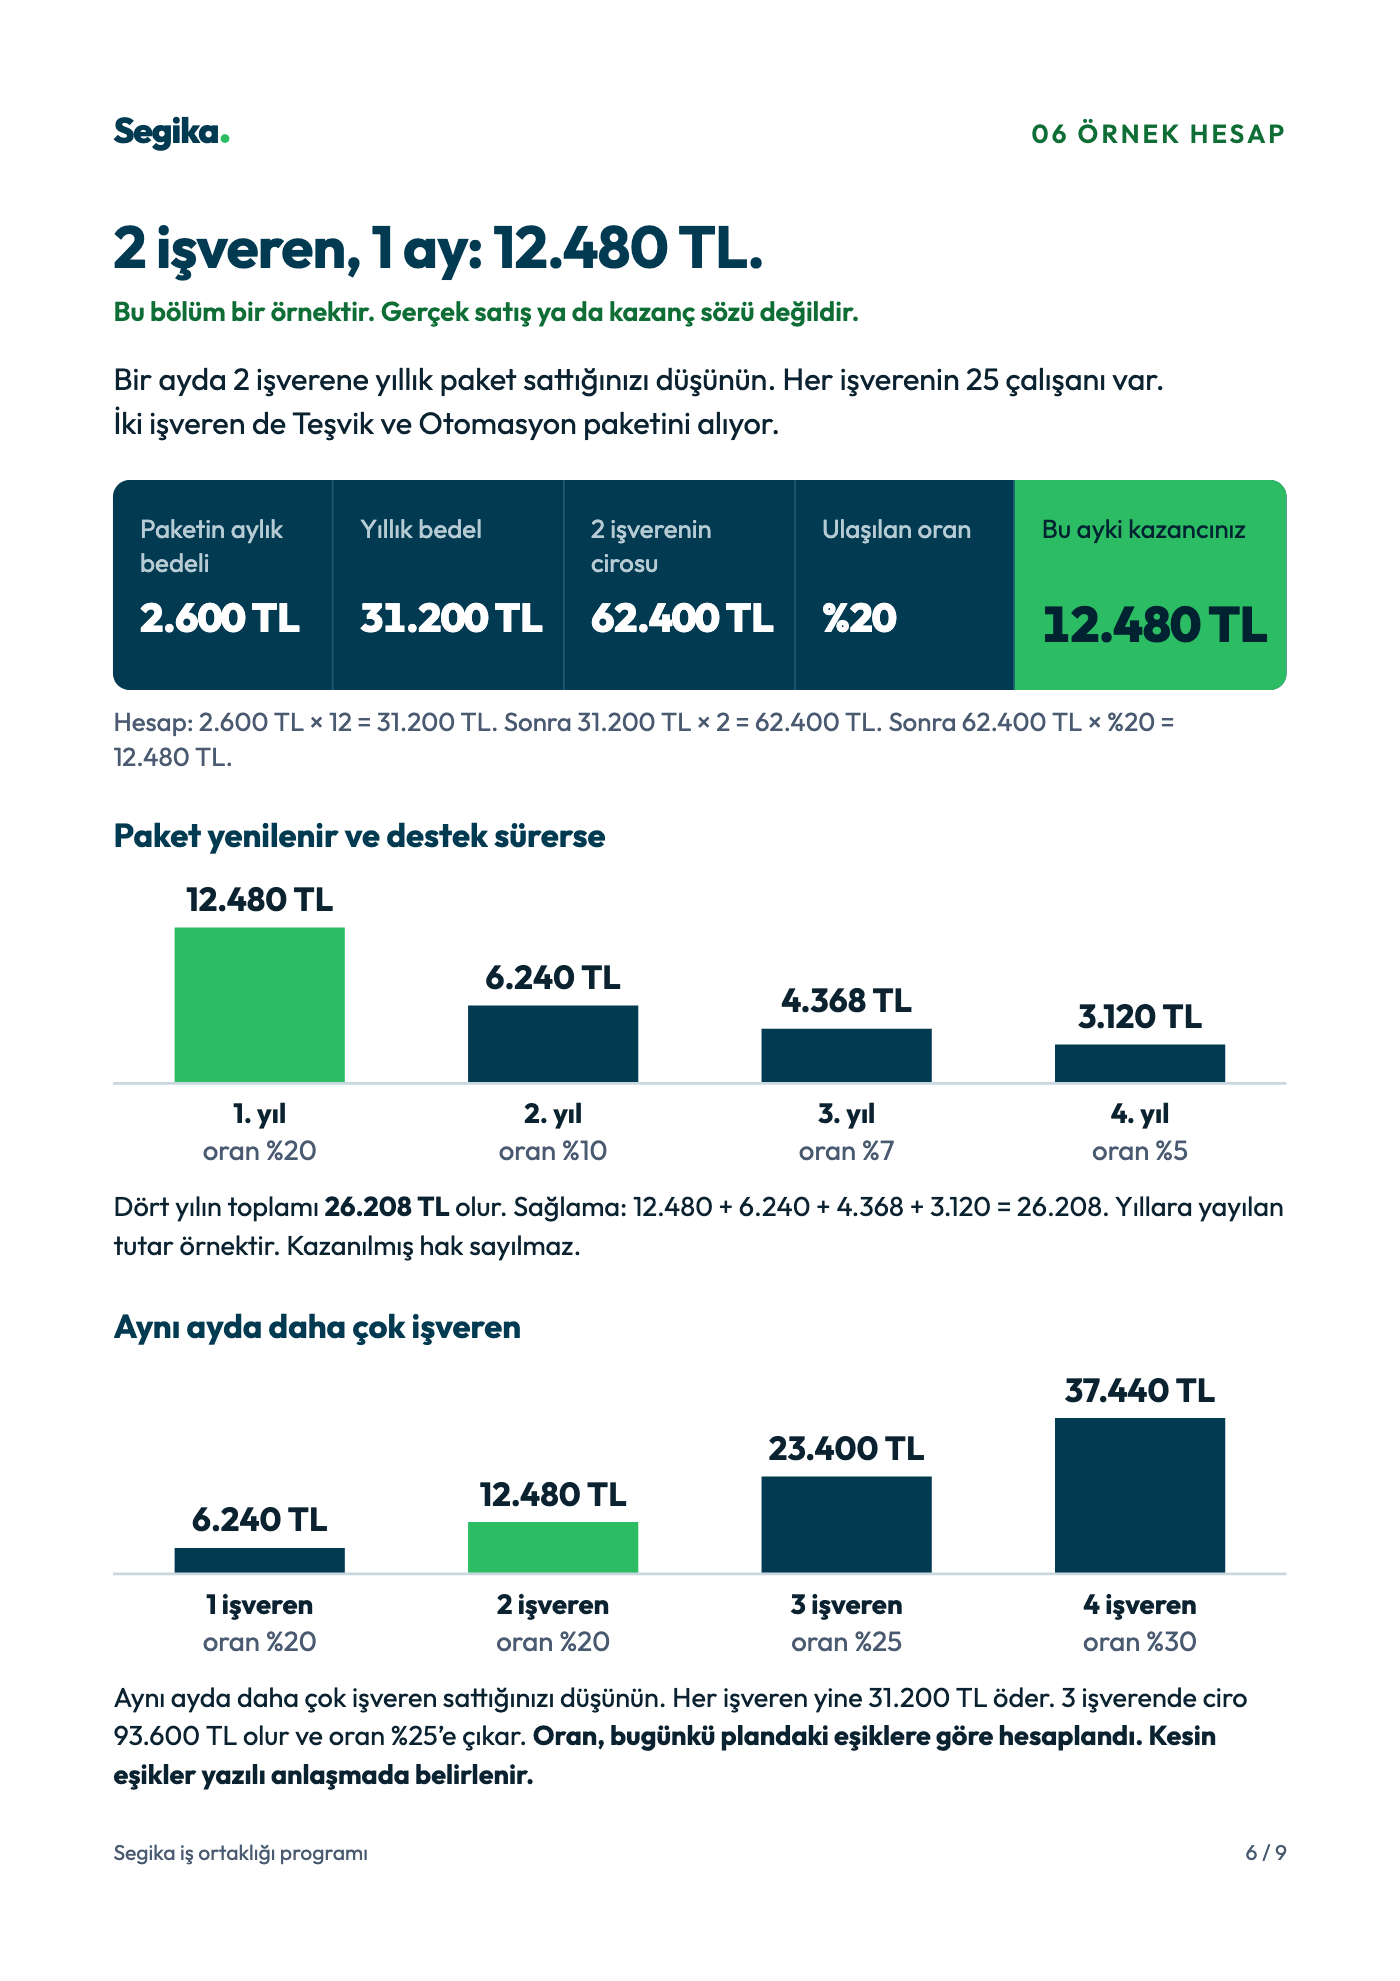 Segika.
06 ÖRNEK HESAP
2 işveren, 1 ay: 12.480 TL.
Bu bölüm bir örnektir. Gerçek satış ya da kazanç sözü değildir.
Bir ayda 2 işverene yıllık paket sattığınızı düşünün. Her işverenin 25 çalışanı var.
İki işveren de Teşvik ve Otomasyon paketini alıyor.
Paketin aylık
bedeli
2.600 TL
Yıllık bedel
31.200 TL
2 işverenin
cirosu
62.400 TL
Ulaşılan oran
%20
Bu ayki kazancınız
12.480 TL
Hesap: 2.600 TL × 12 = 31.200 TL. Sonra 31.200 TL × 2 = 62.400 TL. Sonra 62.400 TL × %20 =
12.480 TL.
Paket yenilenir ve destek sürerse
12.480 TL
6.240 TL
4.368 TL
3.120 TL
1. yıl
2. yıl
3. yıl
4. yıl
oran %20
oran %10
oran %7
oran %5
Dört yılın toplamı 26.208 TL olur. Sağlama: 12.480 + 6.240 + 4.368 + 3.120 = 26.208. Yıllara yayılan
tutar örnektir. Kazanılmış hak sayılmaz.
Aynı ayda daha çok işveren
6.240 TL
12.480 TL
23.400 TL
37.440 TL
1 işveren
2 işveren
3 işveren
4 işveren
oran %20
oran %20
oran %25
oran %30
Aynı ayda daha çok işveren sattığınızı düşünün. Her işveren yine 31.200 TL öder. 3 işverende ciro
93.600 TL olur ve oran %25’e çıkar. Oran, bugünkü plandaki eşiklere göre hesaplandı. Kesin
eşikler yazılı anlaşmada belirlenir.
Segika iş ortaklığı programı
6 / 9